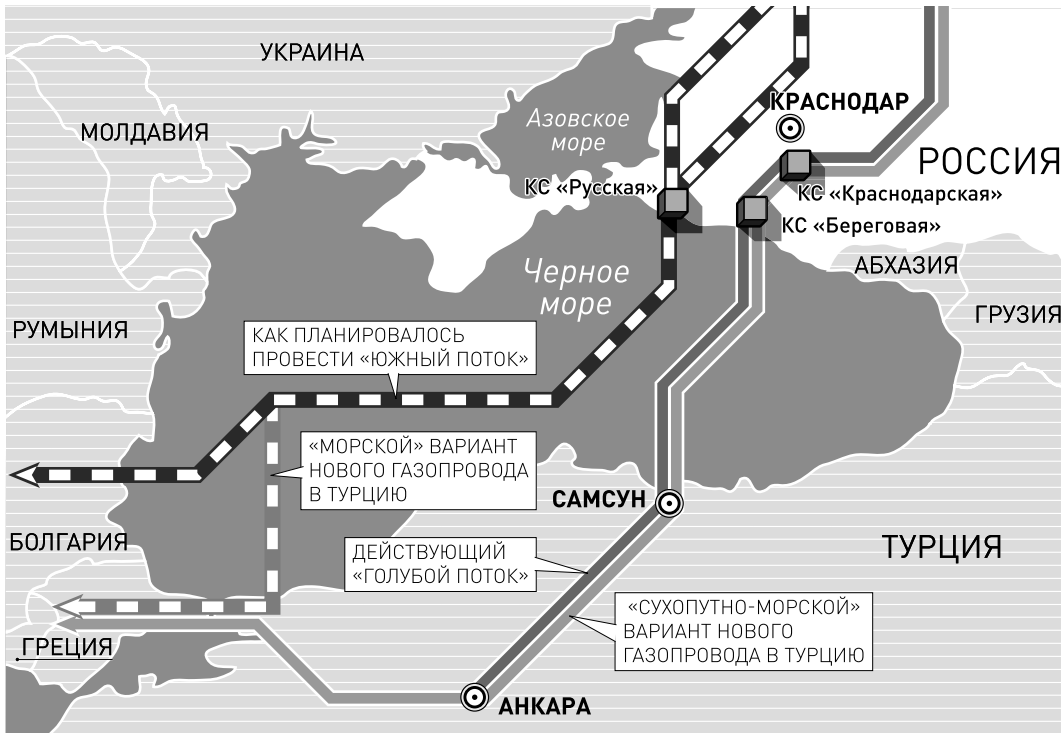 УКРАИНА
МОЛДАВИЯ
Азовское
море
КРАСНОДАР
РОССИЯ
КС «Русская»
КС «Краснодарская»
КС «Береговая»
Черное
море
АБХАЗИЯ
ГРУЗИЯ
РУМЫНИЯ
КАК ПЛАНИРОВАЛОСЬ
ПРОВЕСТИ «ЮЖНЫЙ ПОТОК»
«МОРСКОЙ» ВАРИАНТ
НОВОГО ГАЗОПРОВОДА
В ТУРЦИЮ
САМСУН
БОЛГАРИЯ
ТУРЦИЯ
ДЕЙСТВУЮЩИЙ
«ГОЛУБОЙ ПОТОК»
«СУХОПУТНО-МОРСКОЙ»
ВАРИАНТ НОВОГО
ГАЗОПРОВОДА В ТУРЦИЮ
ГРЕЦИЯ
АНКАРА